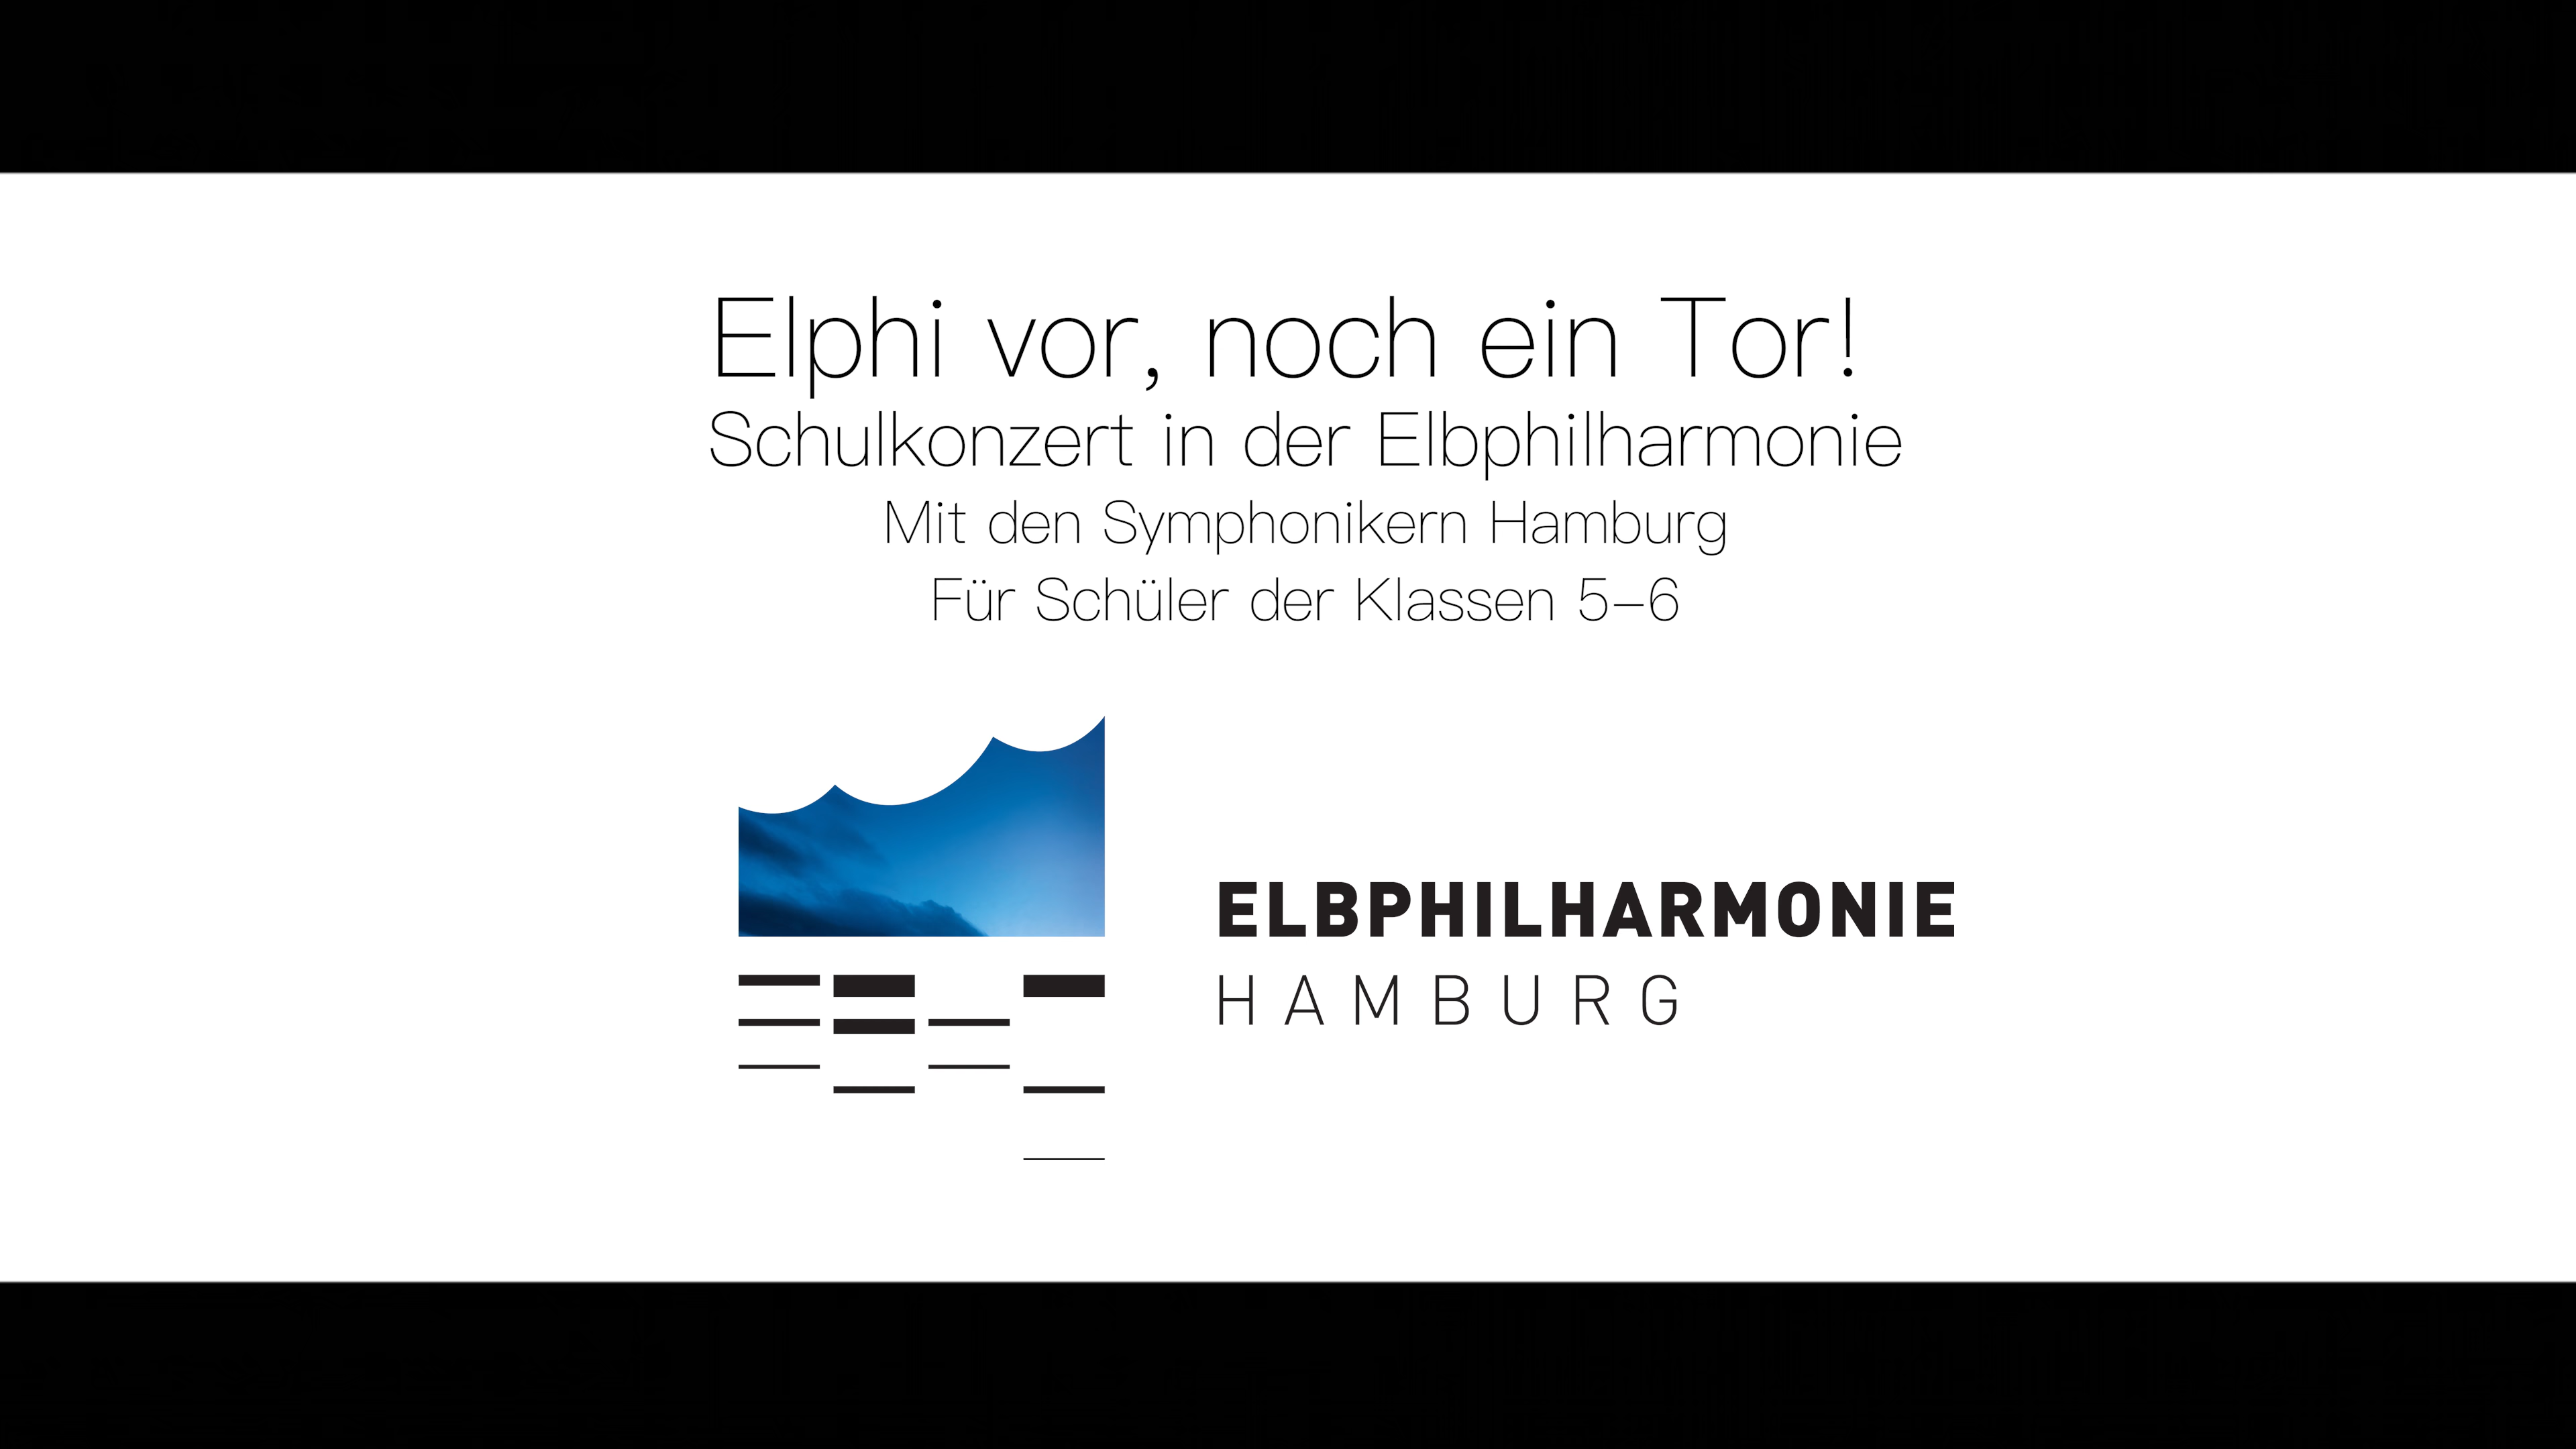 Elphi vor, noch ein Tor!
Schulkonzert in der Elbphilharmonie
Mit den Symphonikern Hamburg
Für Schüler der Klassen 5–6
ELBPHILHARMONIE
HAMBURG